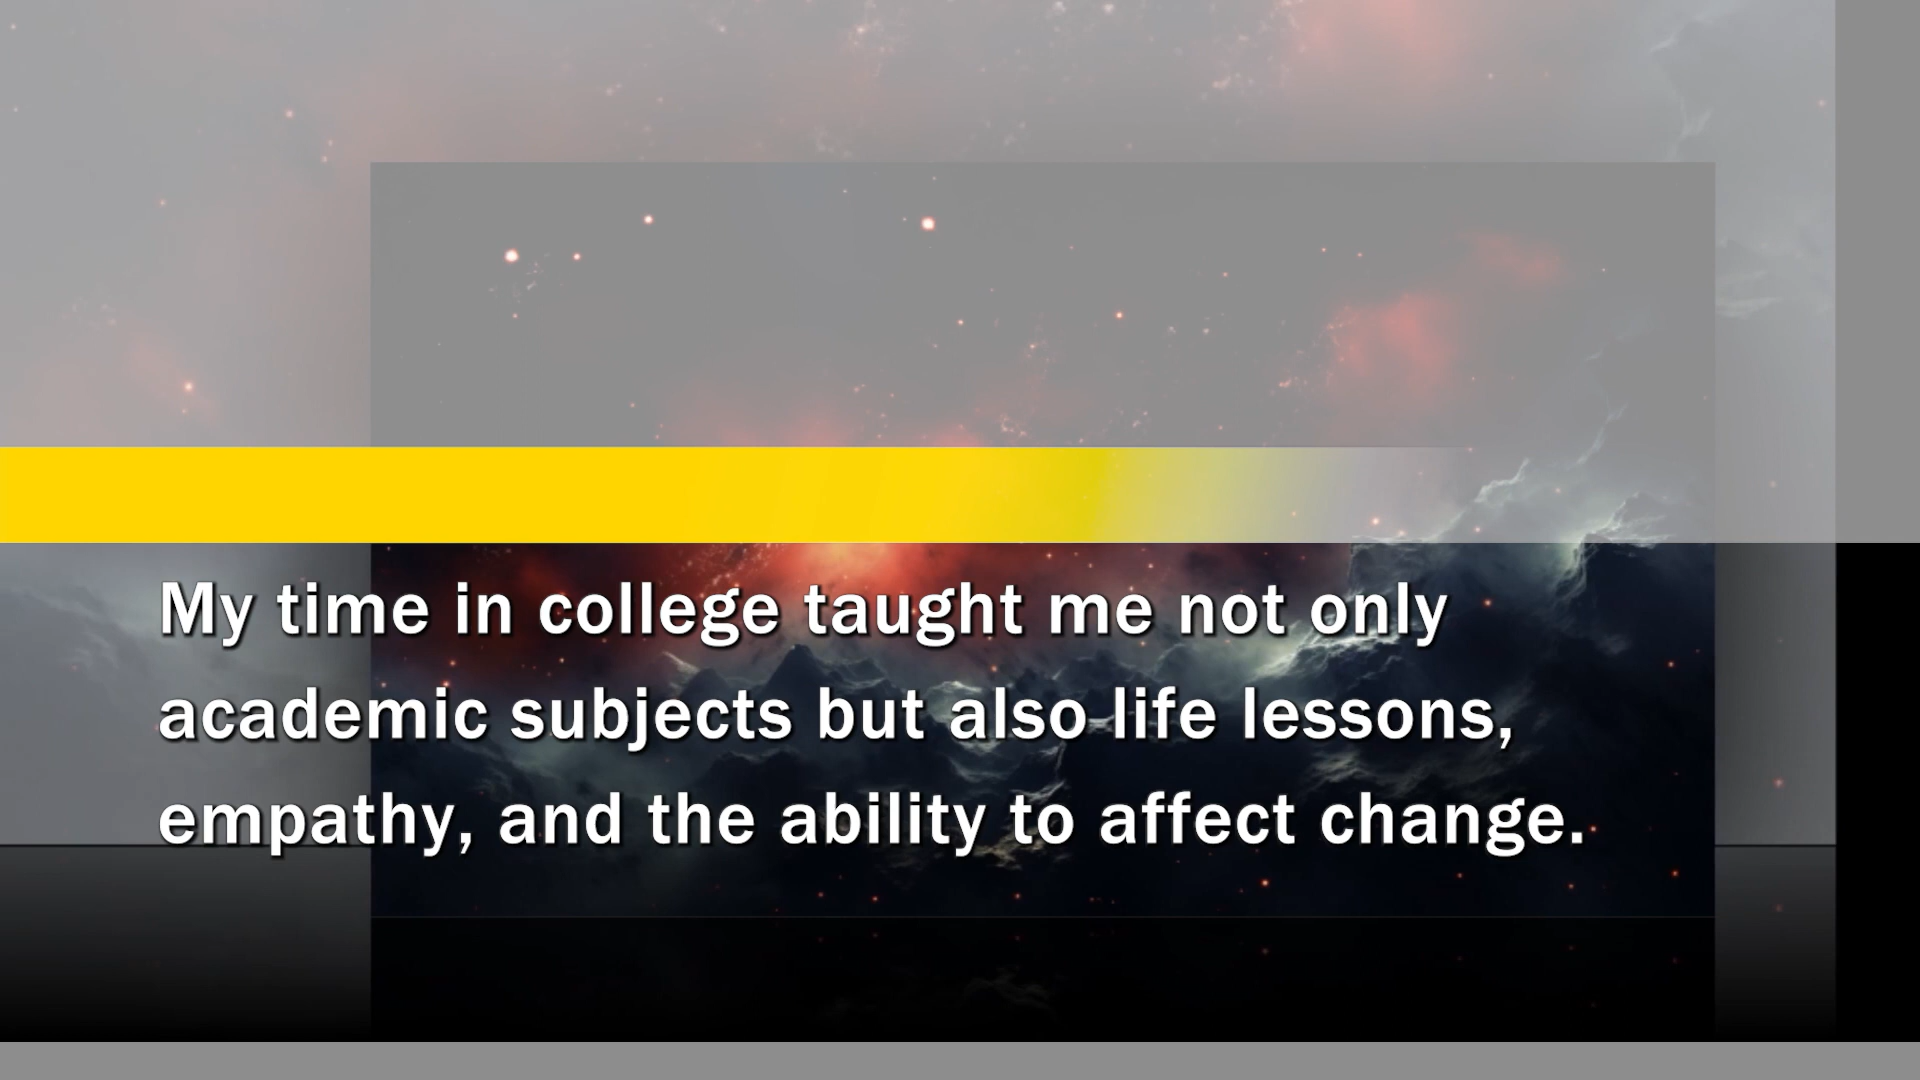 My time in college taught me not only
academic subjects but also life lessons,
empathy, and the ability to affect change.